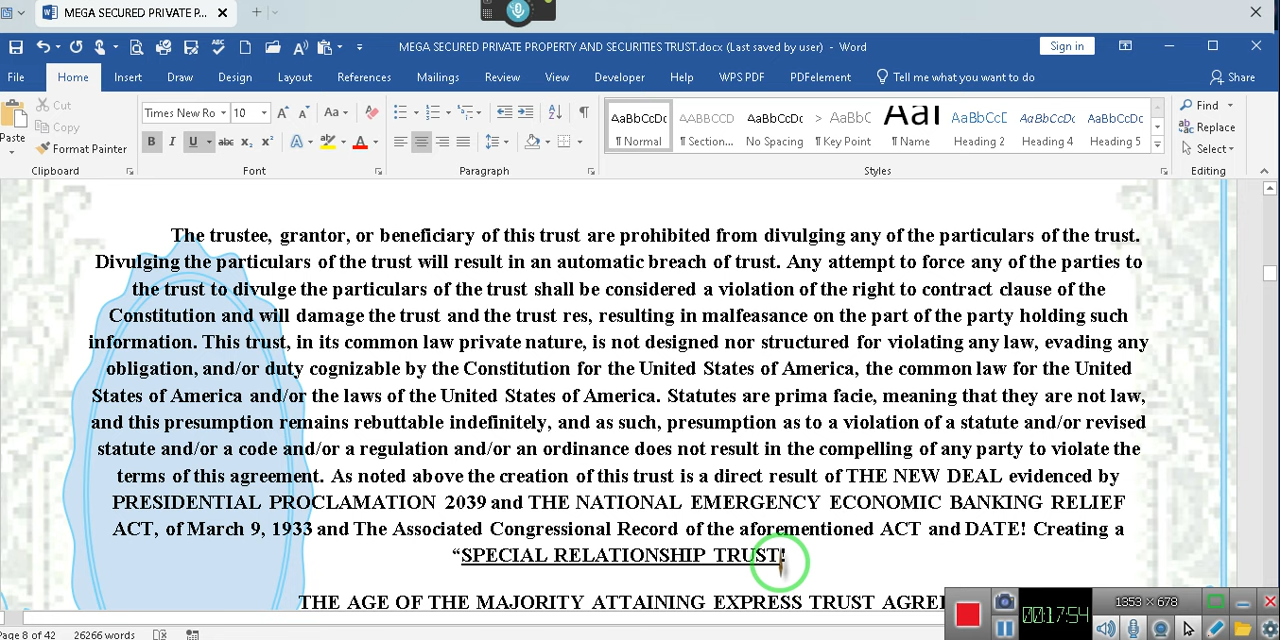 MEGA SECURED PRIVATE P...
MEGA SECURED PRIVATE PROPERTY AND SECURITIES TRUST.docx (Last saved by user) - Word
Sign in
File Home Insert Draw Design Layout References Mailings Review View Developer Help WPS PDF PDFelement Tell me what you want to do Share
Paste
Cut
Copy
Format Painter
Clipboard
Times New Ro 10
Font
Paragraph
AaBbCcDc AABBCCD AaBbCcDc > AaBbC AaI AaBbCcE AaBbCcDc AaBbCcDc
¶ Normal ¶ Section... No Spacing ¶ Key Point ¶ Name Heading 2 Heading 4 Heading 5
Styles
Find
Replace
Select
Editing
The trustee, grantor, or beneficiary of this trust are prohibited from divulging any of the particulars of the trust.
Divulging the particulars of the trust will result in an automatic breach of trust. Any attempt to force any of the parties to
the trust to divulge the particulars of the trust shall be considered a violation of the right to contract clause of the
Constitution and will damage the trust and the trust res, resulting in malfeasance on the part of the party holding such
information. This trust, in its common law private nature, is not designed nor structured for violating any law, evading any
obligation, and/or duty cognizable by the Constitution for the United States of America, the common law for the United
States of America and/or the laws of the United States of America. Statutes are prima facie, meaning that they are not law,
and this presumption remains rebuttable indefinitely, and as such, presumption as to a violation of a statute and/or revised
statute and/or a code and/or a regulation and/or an ordinance does not result in the compelling of any party to violate the
terms of this agreement. As noted above the creation of this trust is a direct result of THE NEW DEAL evidenced by
PRESIDENTIAL PROCLAMATION 2039 and THE NATIONAL EMERGENCY ECONOMIC BANKING RELIEF
ACT, of March 9, 1933 and The Associated Congressional Record of the aforementioned ACT and DATE! Creating a
“SPECIAL RELATIONSHIP TRUST!
THE AGE OF THE MAJORITY ATTAINING EXPRESS TRUST AGRE
1353 × 678
00:17:54
Page 8 of 42 26266 words